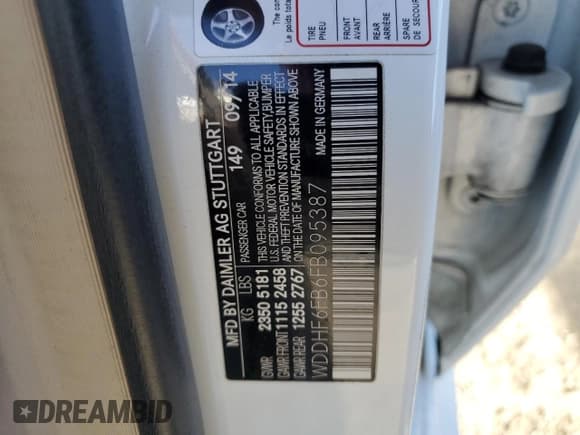 MFD BY DAIMLER AG STUTTGART
PASSENGER CAR 149 09/14
KG LBS
GVWR 2350 5181
GAWR FRONT 1115 2458
GAWR REAR 1255 2767
THIS VEHICLE CONFORMS TO ALL APPLICABLE
U.S. FEDERAL MOTOR VEHICLE SAFETY, BUMPER
AND THEFT PREVENTION STANDARDS IN EFFECT
ON THE DATE OF MANUFACTURE SHOWN ABOVE
WDDHF6FB6FB095387
MADE IN GERMANY
Le poids total
TIRE
PNEU
FRONT
AVANT
REAR
ARRIÈRE
SPARE
DE SECOURS
DREAMBID